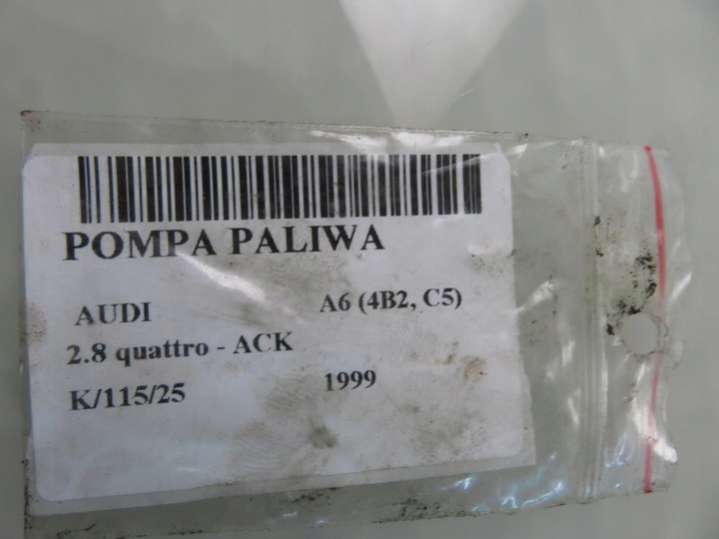 POMPA PALIWA
AUDI A6 (4B2, C5)
2.8 quattro - ACK
K/115/25 1999